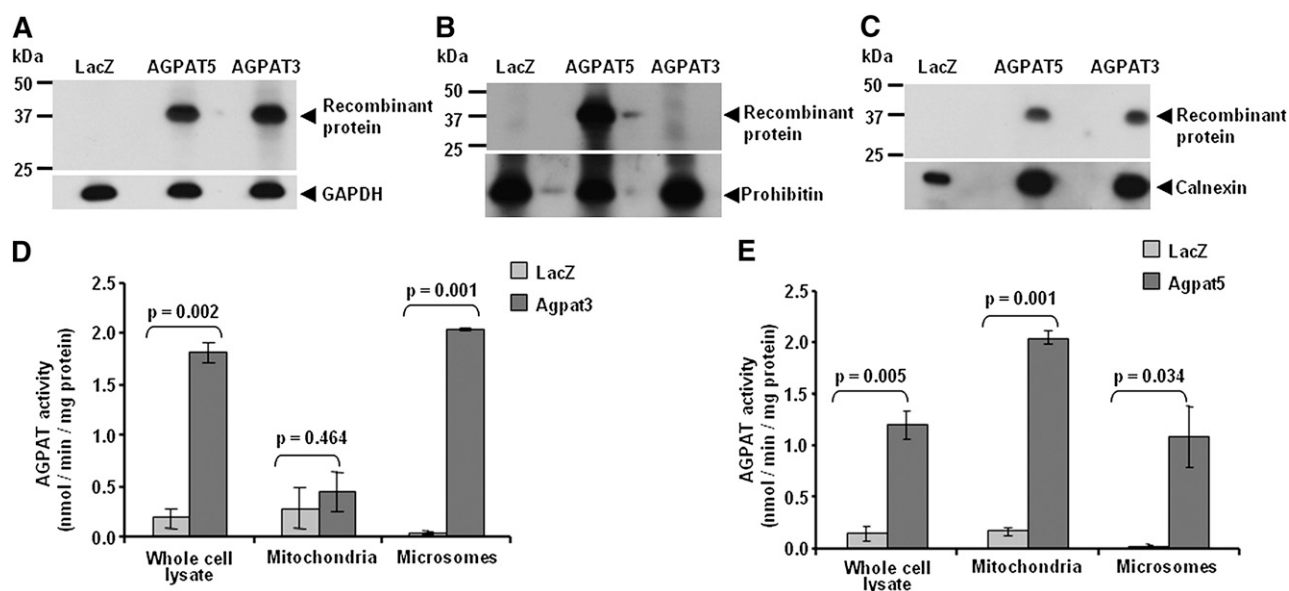 A
kDa
LacZ AGPAT5 AGPAT3
50
37
25
Recombinant
protein
GAPDH
B
kDa
LacZ AGPAT5 AGPAT3
50
37
25
Recombinant
protein
Prohibitin
C
kDa
LacZ AGPAT5 AGPAT3
50
37
25
Recombinant
protein
Calnexin
D
LacZ
Agpat3
AGPAT activity
(nmol / min / mg protein)
2.5
2.0
1.5
1.0
0.5
0.0
p = 0.002
p = 0.464
p = 0.001
Whole cell
lysate
Mitochondria
Microsomes
E
LacZ
Agpat5
AGPAT activity
(nmol / min / mg protein)
2.5
2.0
1.5
1.0
0.5
0.0
p = 0.005
p = 0.001
p = 0.034
Whole cell
lysate
Mitochondria
Microsomes